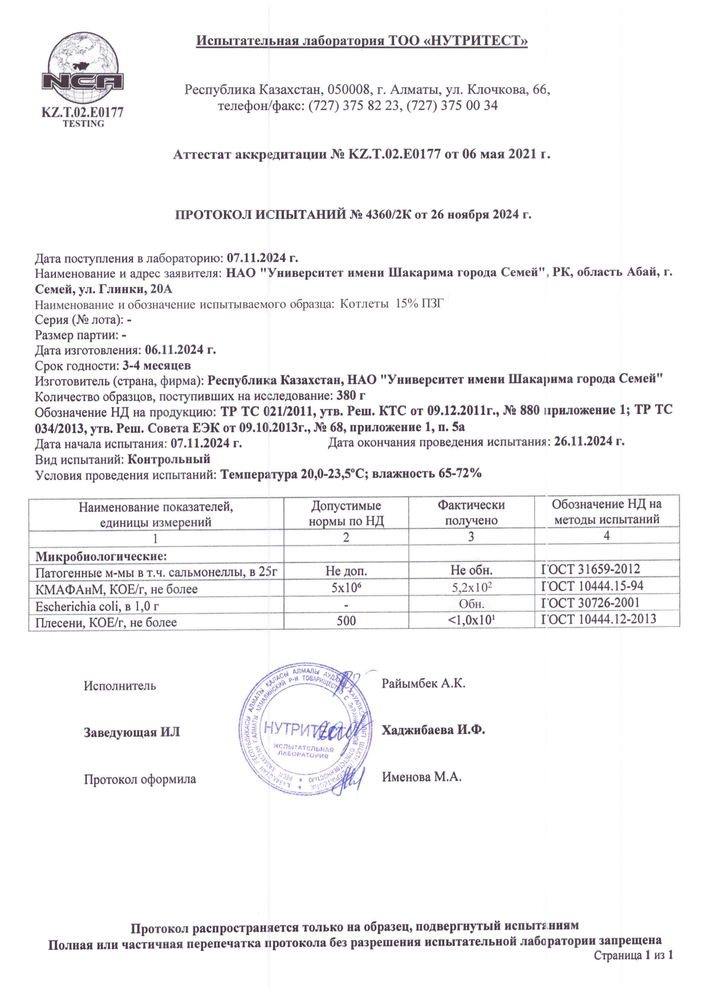 Испытательная лаборатория ТОО «НУТРИТЕСТ»
NCA
KZ.T.02.E0177
TESTING
Республика Казахстан, 050008, г. Алматы, ул. Клочкова, 66,
телефон/факс: (727) 375 82 23, (727) 375 00 34
Аттестат аккредитации № KZ.T.02.E0177 от 06 мая 2021 г.
ПРОТОКОЛ ИСПЫТАНИЙ № 4360/2К от 26 ноября 2024 г.
Дата поступления в лабораторию: 07.11.2024 г.
Наименование и адрес заявителя: НАО "Университет имени Шакарима города Семей", РК, область Абай, г.
Семей, ул. Глинки, 20А
Наименование и обозначение испытываемого образца: Котлеты 15% ПЗГ
Серия (№ лота): -
Размер партии: -
Дата изготовления: 06.11.2024 г.
Срок годности: 3-4 месяцев
Изготовитель (страна, фирма): Республика Казахстан, НАО "Университет имени Шакарима города Семей"
Количество образцов, поступивших на исследование: 380 г
Обозначение НД на продукцию: ТР ТС 021/2011, утв. Реш. КТС от 09.12.2011г., № 880 приложение 1; ТР ТС
034/2013, утв. Реш. Совета ЕЭК от 09.10.2013г., № 68, приложение 1, п. 5а
Дата начала испытания: 07.11.2024 г. Дата окончания проведения испытания: 26.11.2024 г.
Вид испытаний: Контрольный
Условия проведения испытаний: Температура 20,0-23,5ºС; влажность 65-72%
Наименование показателей, Допустимые Фактически Обозначение НД на
единицы измерений нормы по НД получено методы испытаний
1 2 3 4
Микробиологические:
Патогенные м-мы в т.ч. сальмонеллы, в 25г Не доп. Не обн. ГОСТ 31659-2012
КМАФАнМ, КОЕ/г, не более 5х10⁶ 5,2х10² ГОСТ 10444.15-94
Escherichia coli, в 1,0 г - Обн. ГОСТ 30726-2001
Плесени, КОЕ/г, не более 500 <1,0х10¹ ГОСТ 10444.12-2013
Исполнитель Райымбек А.К.
НУТРИТЕСТ
ИСПЫТАТЕЛЬНАЯ
ЛАБОРАТОРИЯ
Заведующая ИЛ Хаджибаева И.Ф.
Протокол оформила Именова М.А.
Протокол распространяется только на образец, подвергнутый испытаниям
Полная или частичная перепечатка протокола без разрешения испытательной лаборатории запрещена
Страница 1 из 1